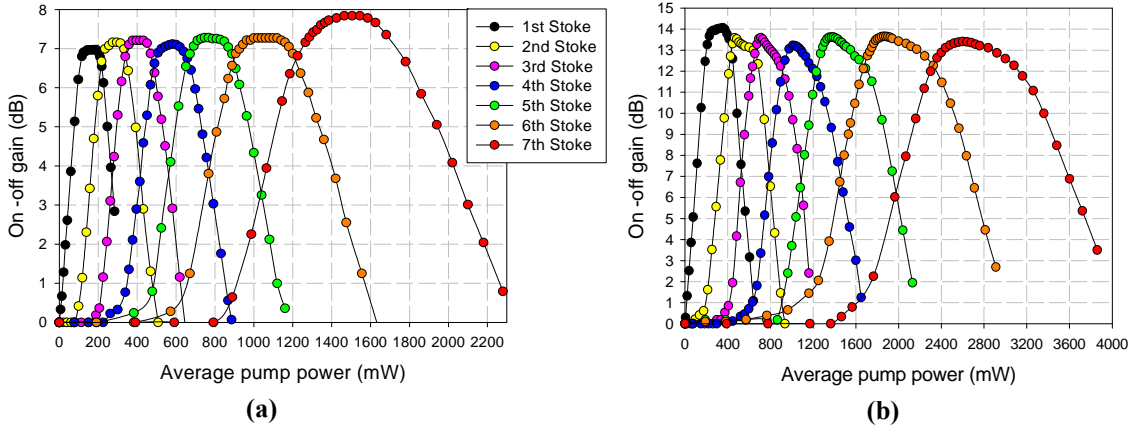 8
7
6
5
4
3
2
1
0
On -off gain (dB)
0 200 400 600 800 1000 1200 1400 1600 1800 2000 2200
Average pump power (mW)
(a)
1st Stoke
2nd Stoke
3rd Stoke
4th Stoke
5th Stoke
6th Stoke
7th Stoke
15
14
13
12
11
10
9
8
7
6
5
4
3
2
1
0
On -off gain (dB)
0 400 800 1200 1600 2000 2400 2800 3200 3600 4000
Average pump power (mW)
(b)